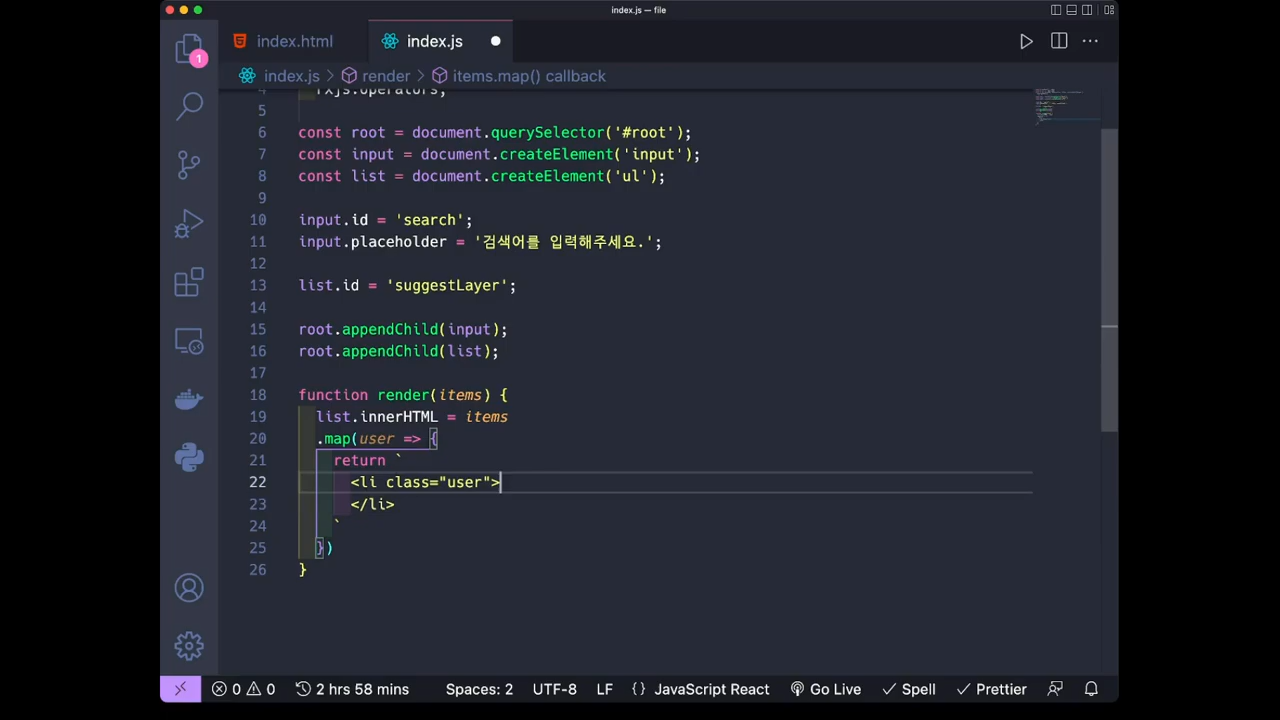 index.js — file
index.html
index.js
1
index.js > render > items.map() callback
4 rxjs.operators;
5
6 const root = document.querySelector('#root');
7 const input = document.createElement('input');
8 const list = document.createElement('ul');
9
10 input.id = 'search';
11 input.placeholder = '검색어를 입력해주세요.';
12
13 list.id = 'suggestLayer';
14
15 root.appendChild(input);
16 root.appendChild(list);
17
18 function render(items) {
19 list.innerHTML = items
20 .map(user => {
21 return `
22 <li class="user">
23 </li>
24 `
25 })
26 }
0 0 2 hrs 58 mins Spaces: 2 UTF-8 LF {} JavaScript React Go Live Spell Prettier